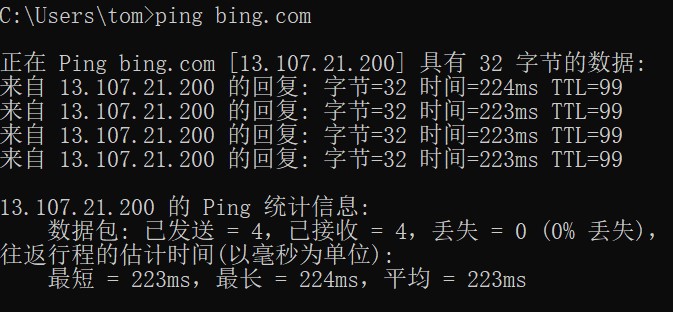 C:\Users\tom>ping bing.com
正在 Ping bing.com [13.107.21.200] 具有 32 字节的数据:
来自 13.107.21.200 的回复: 字节=32 时间=224ms TTL=99
来自 13.107.21.200 的回复: 字节=32 时间=223ms TTL=99
来自 13.107.21.200 的回复: 字节=32 时间=223ms TTL=99
来自 13.107.21.200 的回复: 字节=32 时间=223ms TTL=99
13.107.21.200 的 Ping 统计信息:
数据包: 已发送 = 4，已接收 = 4，丢失 = 0 (0% 丢失)，
往返行程的估计时间(以毫秒为单位):
最短 = 223ms，最长 = 224ms，平均 = 223ms